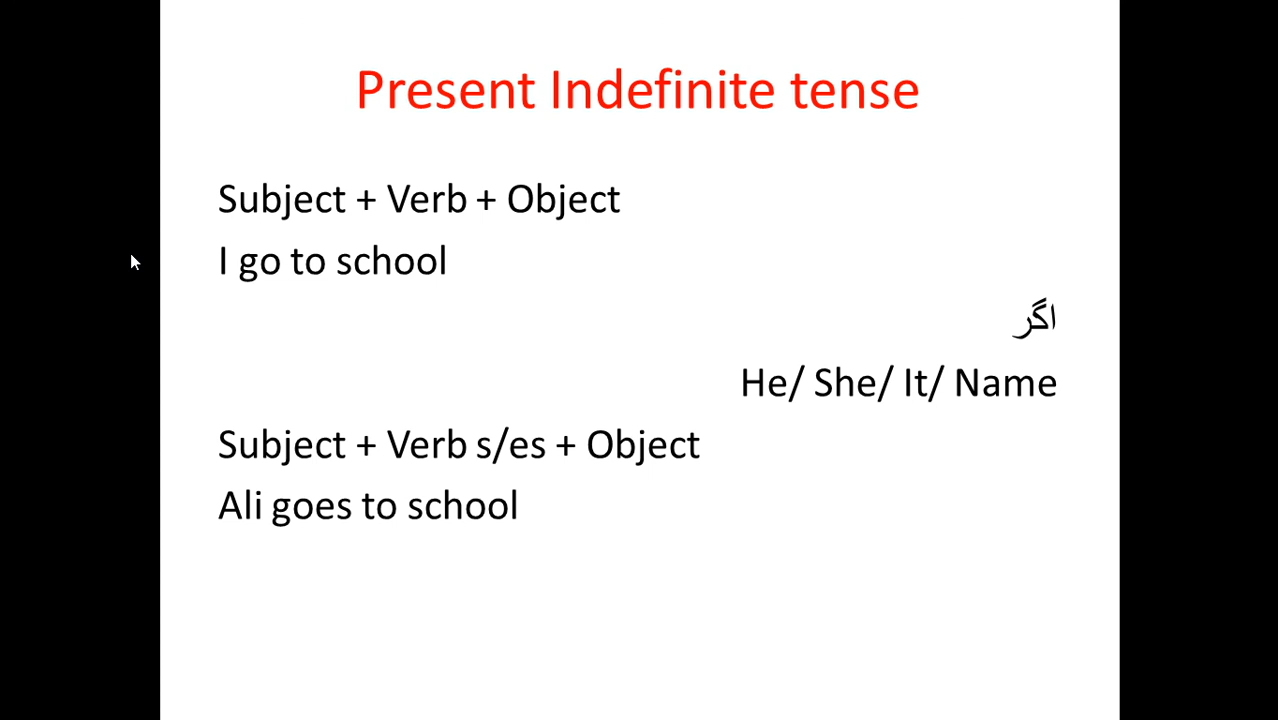 Present Indefinite tense
Subject + Verb + Object
I go to school
اگر
He/ She/ It/ Name
Subject + Verb s/es + Object
Ali goes to school